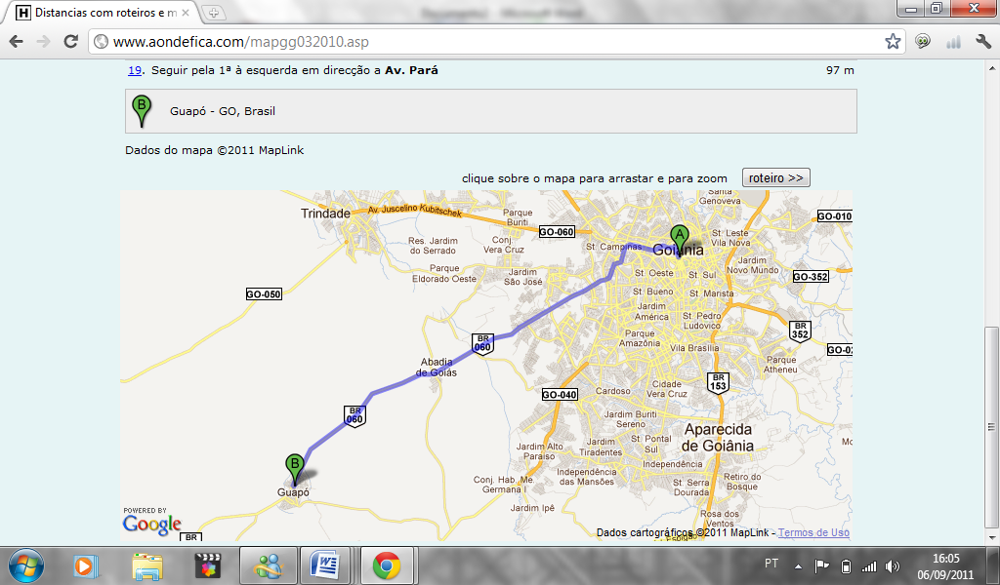 Distancias com roteiros e m
Documento2 - Microsoft Word
www.aondefica.com/mapgg032010.asp
19. Seguir pela 1ª à esquerda em direcção a Av. Pará 97 m
B Guapó - GO, Brasil
Dados do mapa ©2011 MapLink
clique sobre o mapa para arrastar e para zoom roteiro >>
Santa
Genoveva
Trindade
Av. Juscelino Kubitschek
Parque
Buriti
GO-010
GO-060
A
St. Leste
Vila Nova
Res. Jardim
do Serrado
Conj.
Vera Cruz
St. Campinas
Goiânia
Jardim
Novo Mundo
Parque
Eldorado Oeste
Jardim
São José
St. Oeste
St. Sul
GO-352
GO-050
St. Bueno
St. Marista
Jardim
América
St. Pedro
Ludovico
BR
352
BR
060
Parque
Amazônia
Vila Brasília
GO-02
Abadia
de Goiás
Parque
Atheneu
BR
153
GO-040
Cardoso
Cidade
Vera Cruz
BR
060
Jardim Buriti
Sereno
Aparecida
de Goiânia
Jardim Alto
Paraiso
Jardim
Tiradentes
St. Pontal
Sul
Mo
B
Independência
Independência
das Mansões
Conj. Hab. Me.
Germana I
St. Serra
Dourada
Retiro do
Bosque
Guapó
Jardim Ipê
Rosa dos
Ventos
POWERED BY
Google
BR
Dados cartográficos ©2011 MapLink - Termos de Uso
PT
16:05
06/09/2011